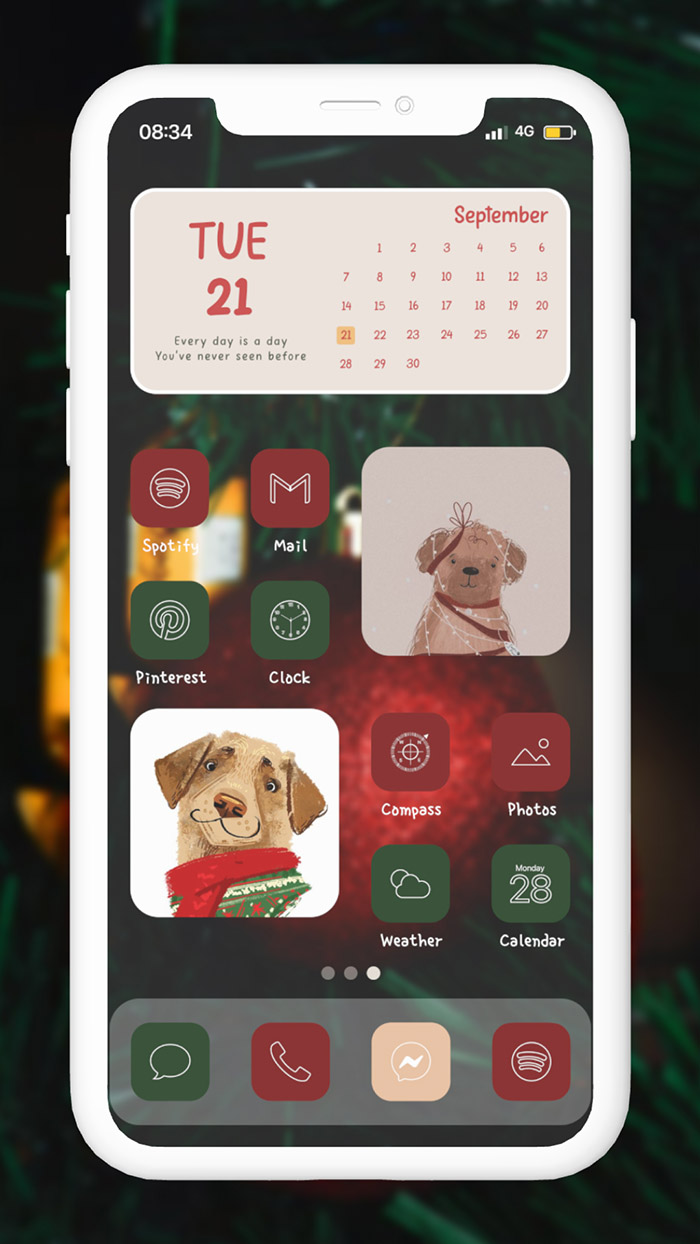 08:34 4G
TUE
21
Every day is a day
You've never seen before
September
1 2 3 4 5 6
7 8 9 10 11 12 13
14 15 16 17 18 19 20
21 22 23 24 25 26 27
28 29 30
Spotify Mail
Pinterest Clock
Compass Photos
Monday
28
Weather Calendar